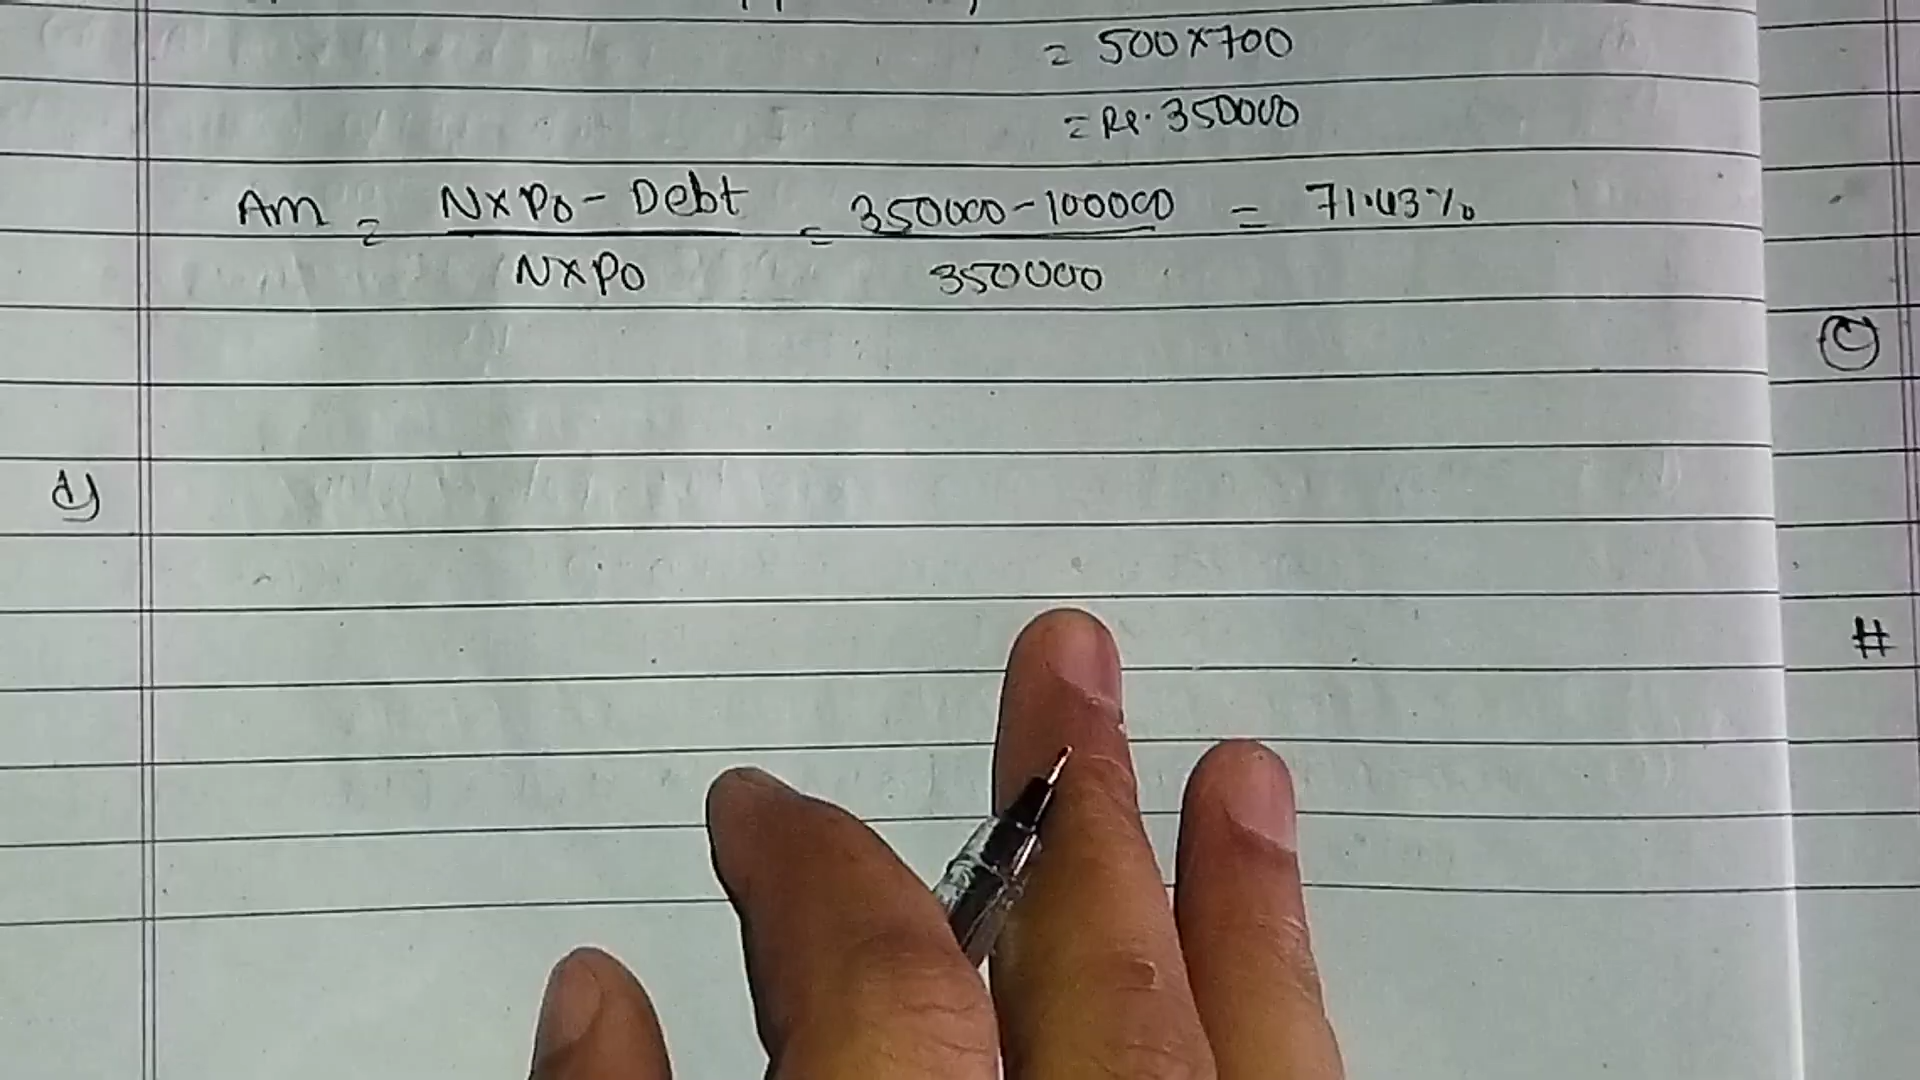 = 500×700
= Rs. 350000
Am = N×P0 - Debt / N×P0 = 350000 - 100000 / 350000 = 71.43%
C
d)
#